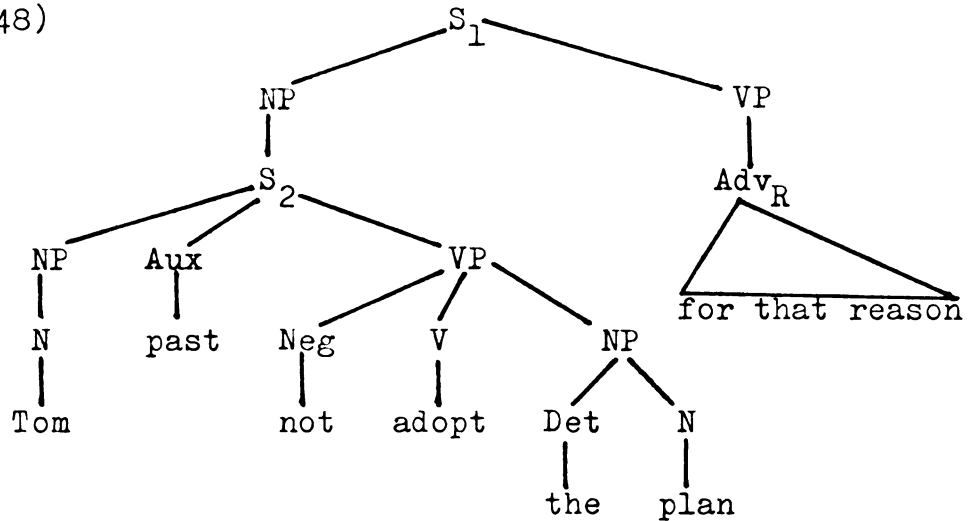 48)
S1
NP VP
S2 AdvR
NP Aux VP
for that reason
N past Neg V NP
Tom not adopt Det N
the plan